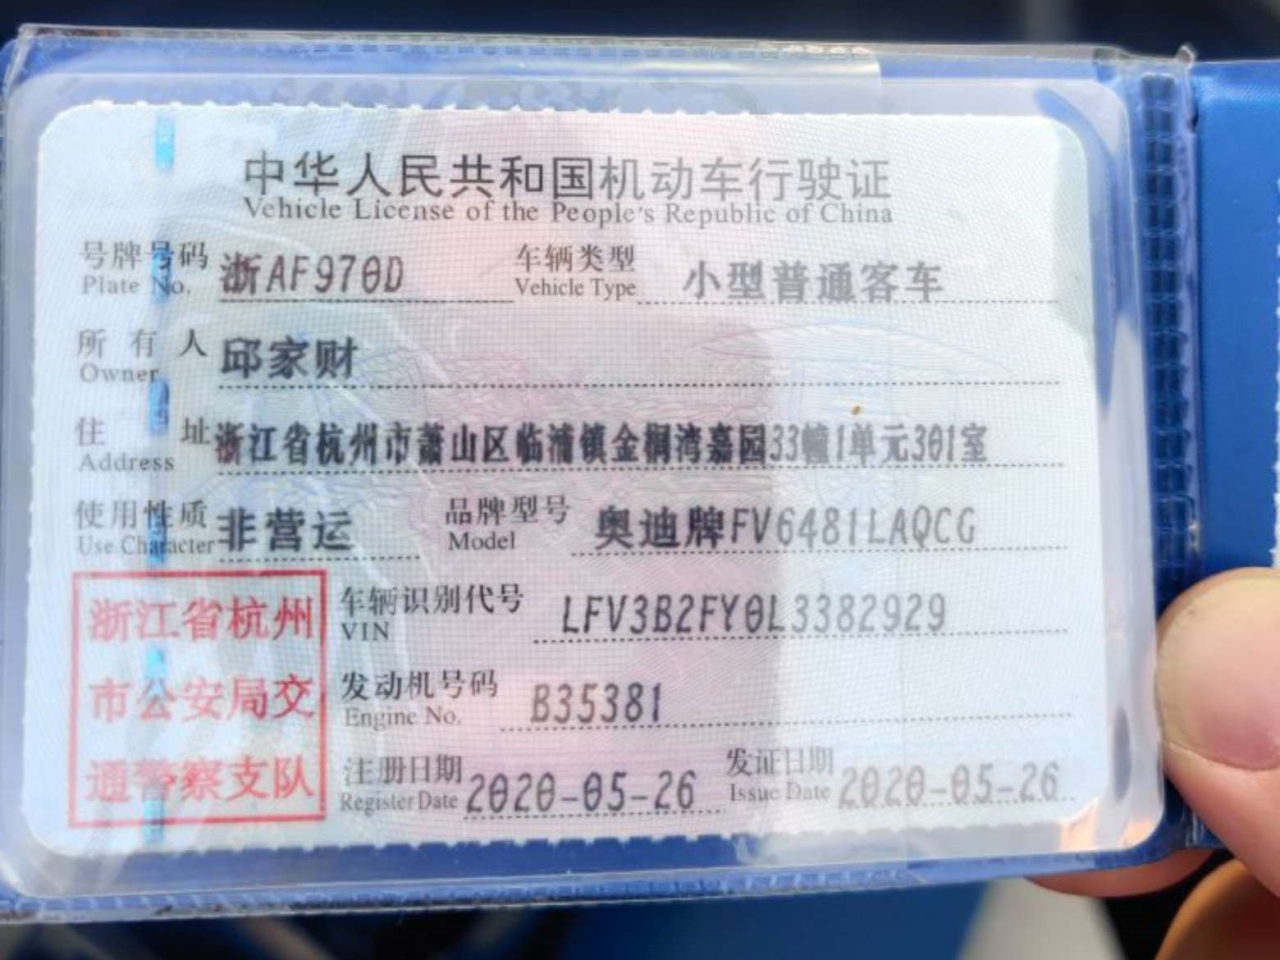 中华人民共和国机动车行驶证
Vehicle License of the People's Republic of China
号牌号码 浙AF970D 车辆类型 小型普通客车
Plate No. Vehicle Type
所有人 邱家财
Owner
住址 浙江省杭州市萧山区临浦镇金桐湾嘉园33幢1单元301室
Address
使用性质 非营运 品牌型号 奥迪牌FV6481LAQCG
Use Character Model
浙江省杭州
市公安局交
通警察支队
车辆识别代号 LFV3B2FY0L3382929
VIN
发动机号码 B35381
Engine No.
注册日期 2020-05-26 发证日期 2020-05-26
Register Date Issue Date